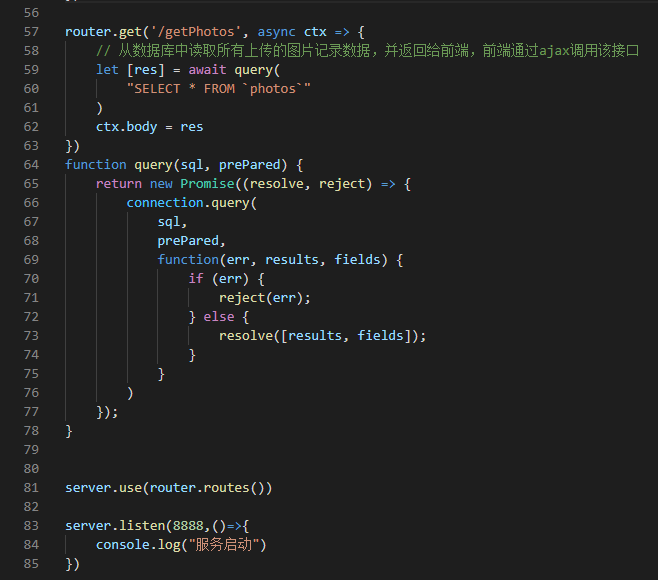 56
57 router.get('/getPhotos', async ctx => {
58     // 从数据库中读取所有上传的图片记录数据，并返回给前端，前端通过ajax调用该接口
59     let [res] = await query(
60         "SELECT * FROM `photos`"
61     )
62     ctx.body = res
63 })
64 function query(sql, prePared) {
65     return new Promise((resolve, reject) => {
66         connection.query(
67             sql,
68             prePared,
69             function(err, results, fields) {
70                 if (err) {
71                     reject(err);
72                 } else {
73                     resolve([results, fields]);
74                 }
75             }
76         )
77     });
78 }
79
80
81 server.use(router.routes())
82
83 server.listen(8888,()=>{
84     console.log("服务启动")
85 })